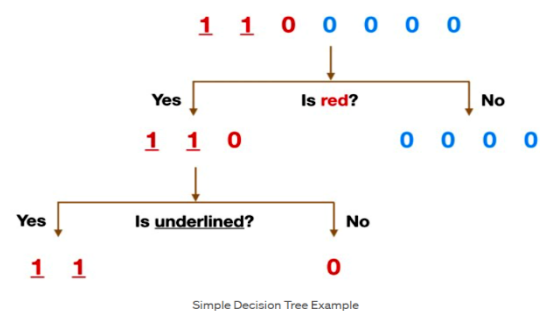 1 1 0 0 0 0 0
Yes Is red? No
1 1 0 0 0 0 0
Yes Is underlined? No
1 1 0
Simple Decision Tree Example